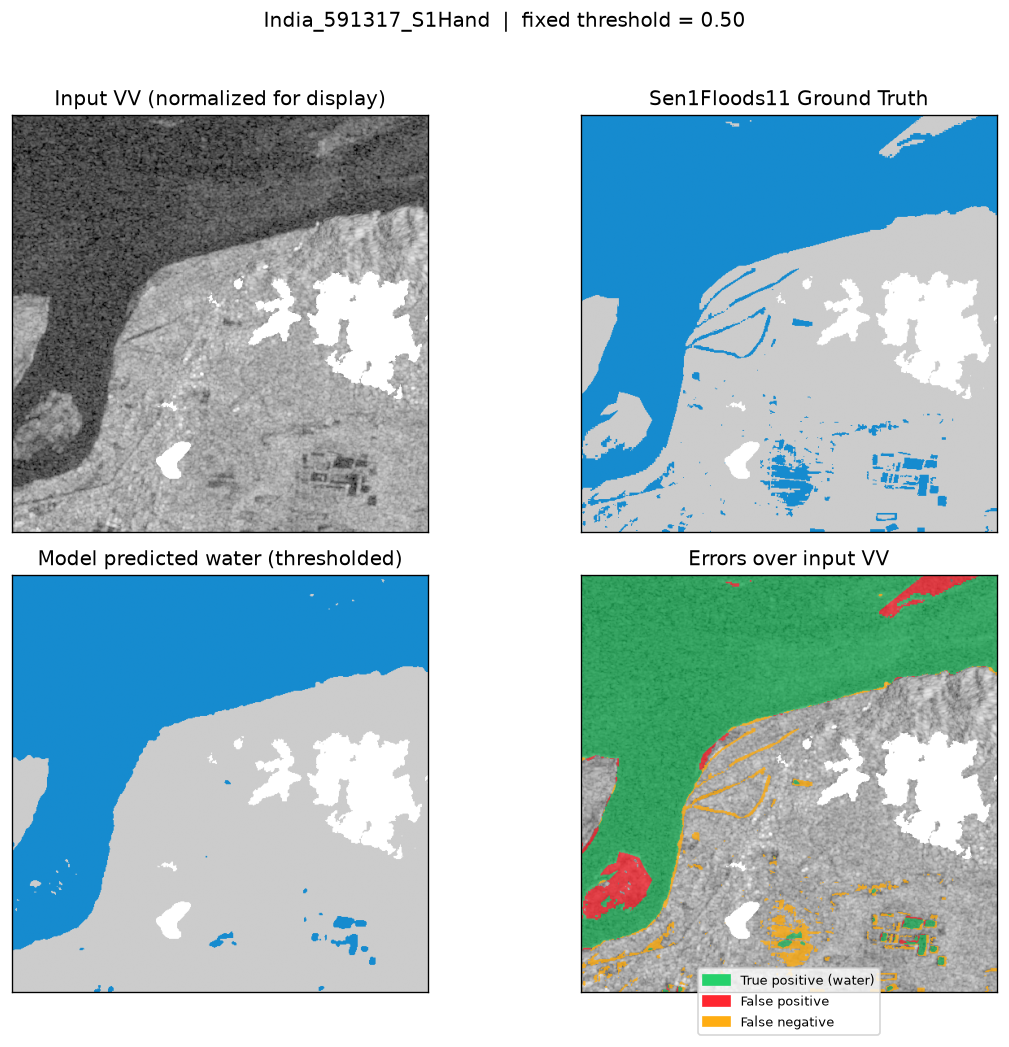 India_591317_S1Hand | fixed threshold = 0.50
Input VV (normalized for display)
Sen1Floods11 Ground Truth
Model predicted water (thresholded)
Errors over input VV
True positive (water)
False positive
False negative